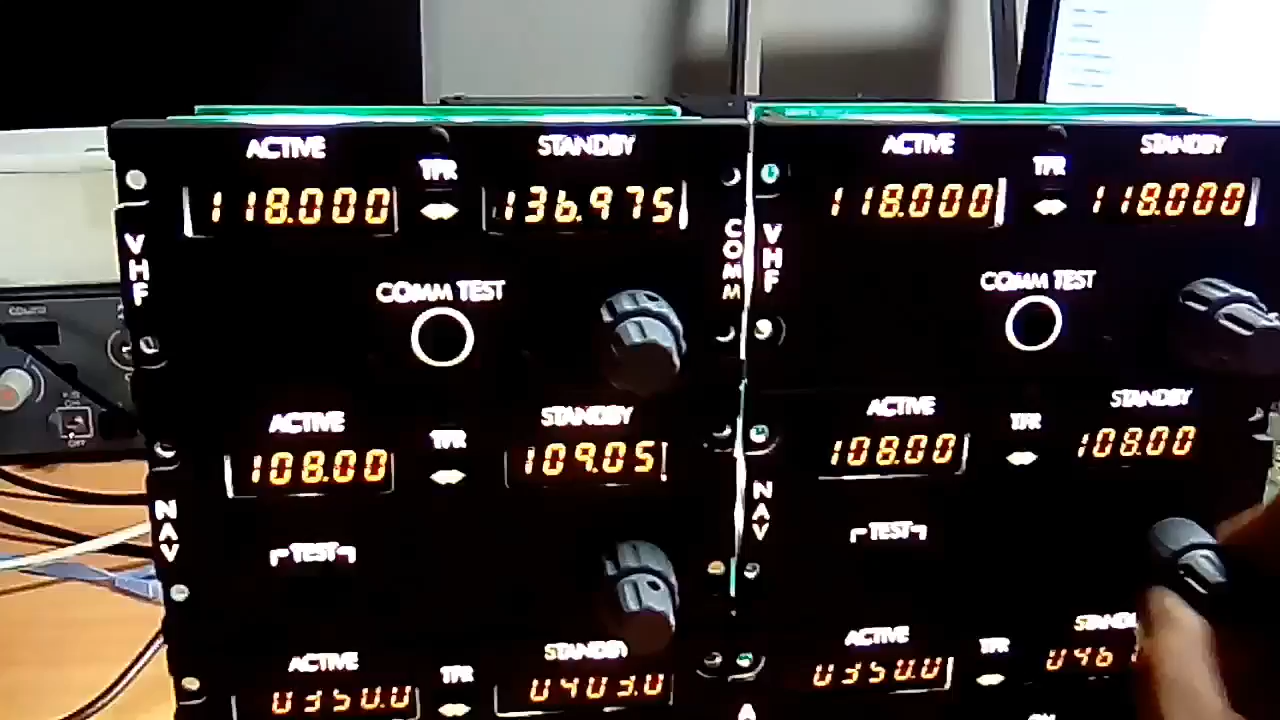 ACTIVE TFR STANDBY
118.000 136.975
VHF
COMM
COMM TEST
ACTIVE TFR STANDBY
108.00 109.05
NAV
TEST
ACTIVE TFR STANDBY
0350.0 0403.0
ACTIVE TFR STANDBY
118.000 118.000
VHF
COMM TEST
ACTIVE TFR STANDBY
108.00 108.00
NAV
TEST
ACTIVE TFR
0350.0
A